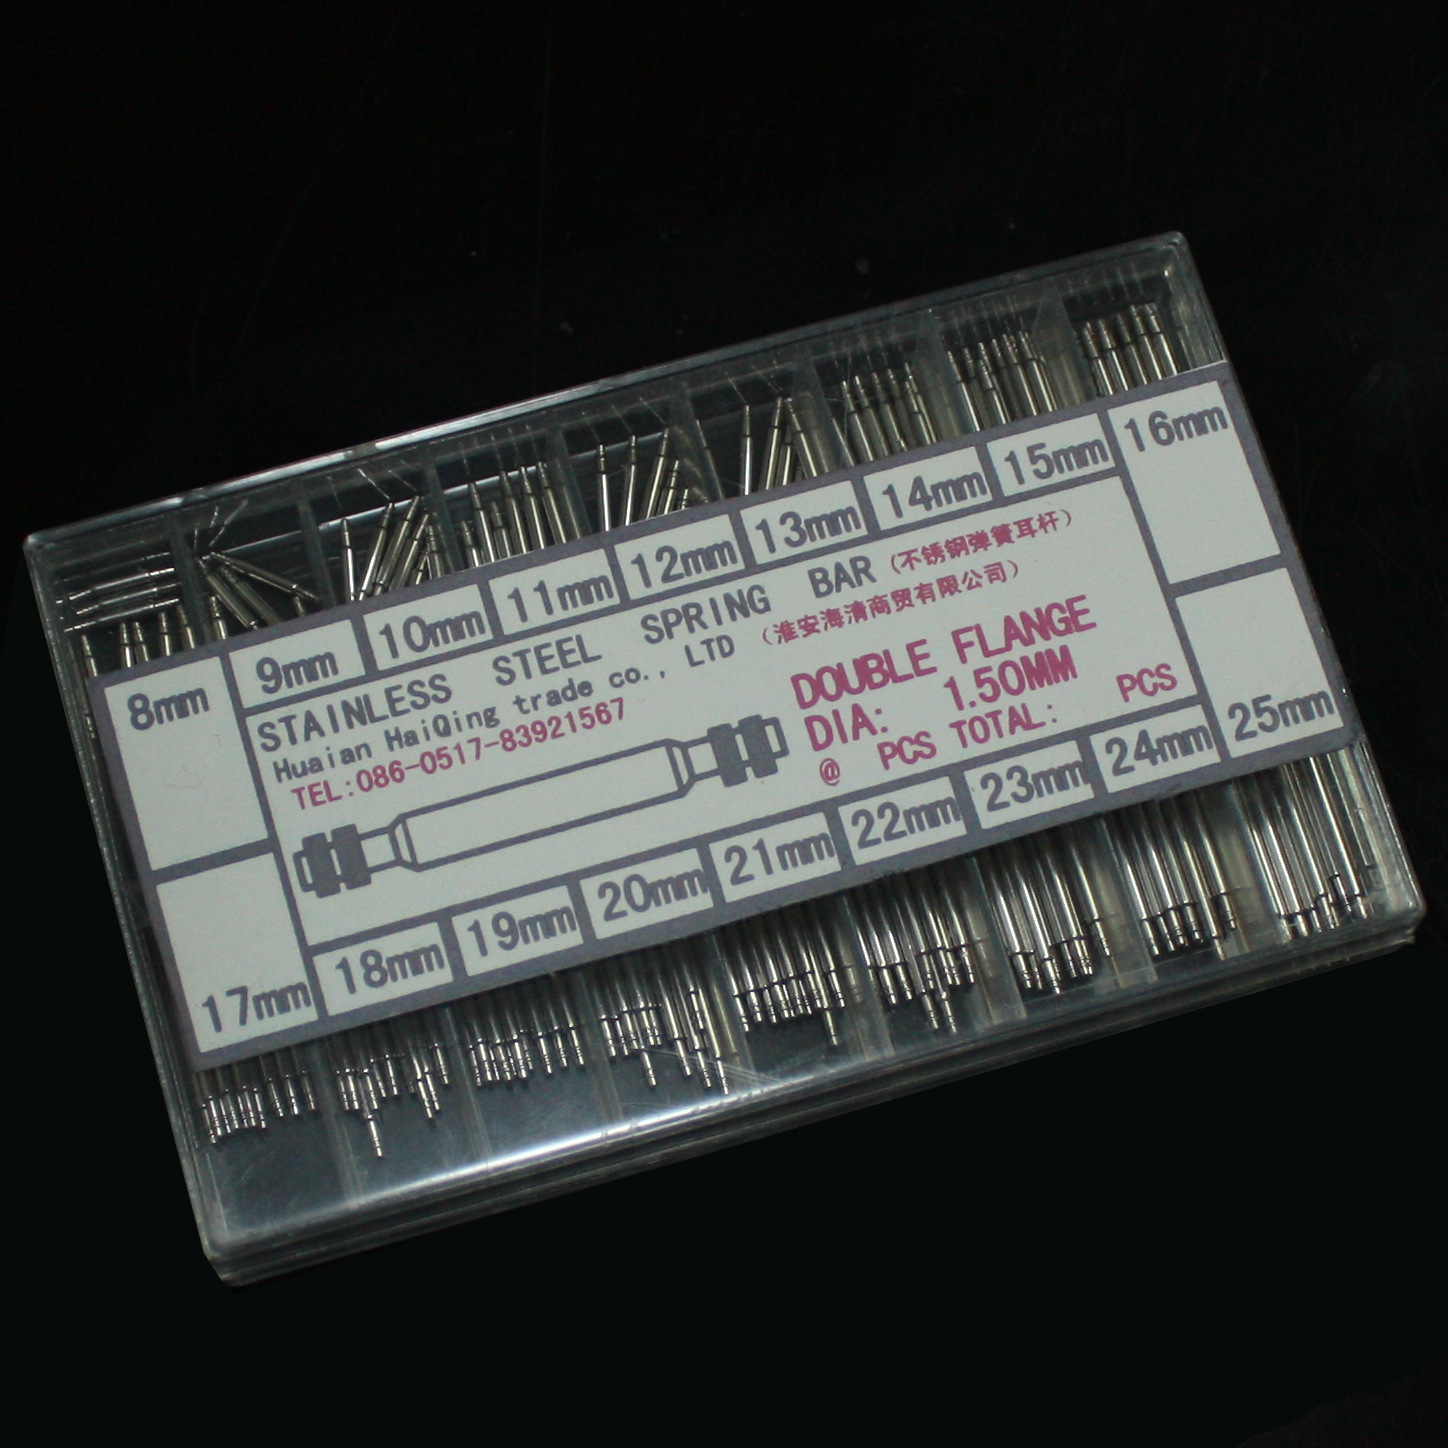 8mm
9mm
10mm
11mm
12mm
13mm
14mm
15mm
16mm
STAINLESS STEEL SPRING BAR (不锈钢弹簧耳杆)
Huaian HaiQing trade co., LTD (淮安海清商贸有限公司)
TEL:086-0517-83921567
DOUBLE FLANGE
DIA: 1.50MM
@ PCS TOTAL: PCS
17mm
18mm
19mm
20mm
21mm
22mm
23mm
24mm
25mm